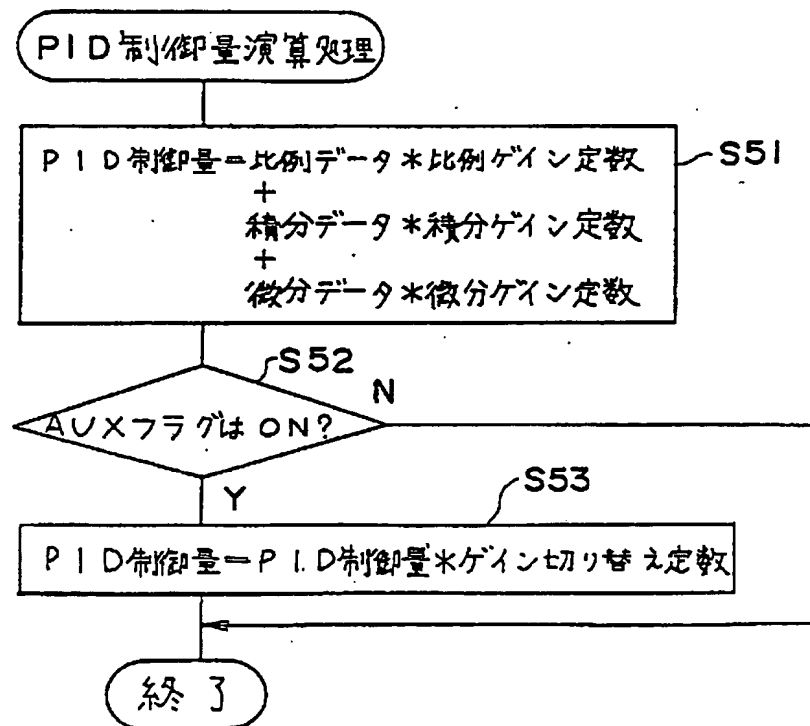 PID制御量演算処理
PID制御量=比例データ*比例ゲイン定数
+
積分データ*積分ゲイン定数
+
微分データ*微分ゲイン定数
S51
S52
AUXフラグはON?
N
Y
S53
PID制御量=PID制御量*ゲイン切り替え定数
終了